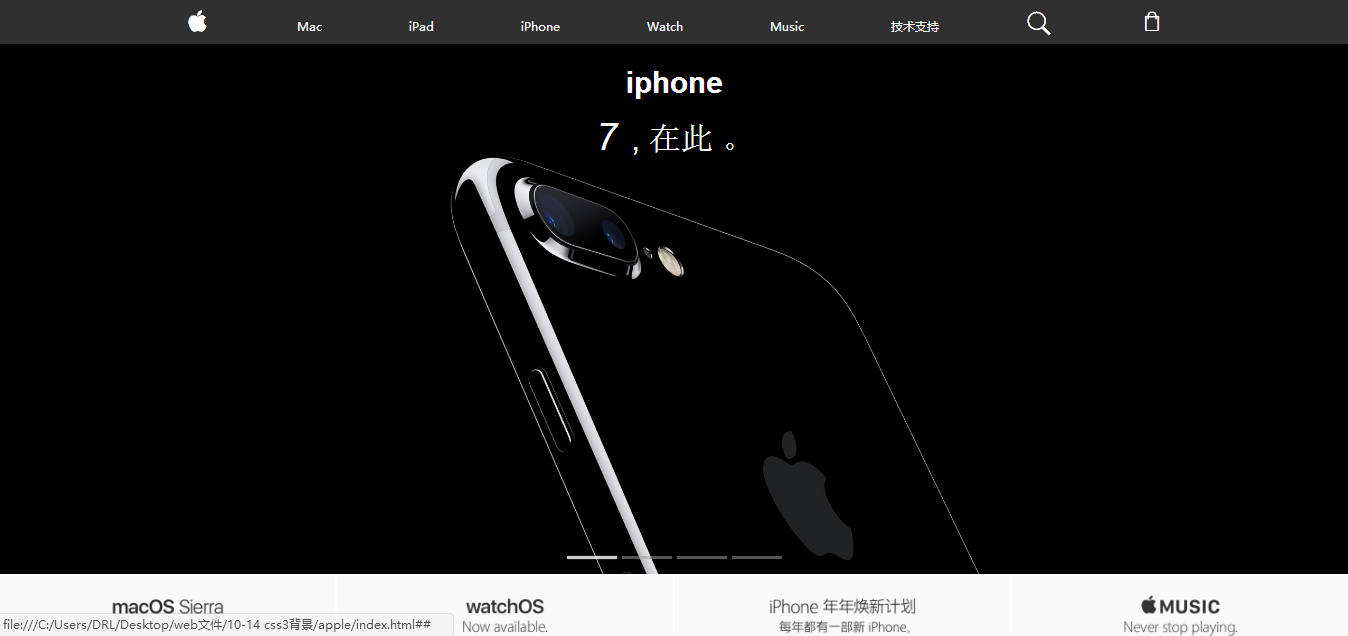 Mac iPad iPhone Watch Music 技术支持
iphone
7 , 在此 。
macOS Sierra
watchOS
Now available.
iPhone 年年焕新计划
每年都有一部新 iPhone。
MUSIC
Never stop playing.
file:///C:/Users/DRL/Desktop/web文件/10-14 css3背景/apple/index.html##